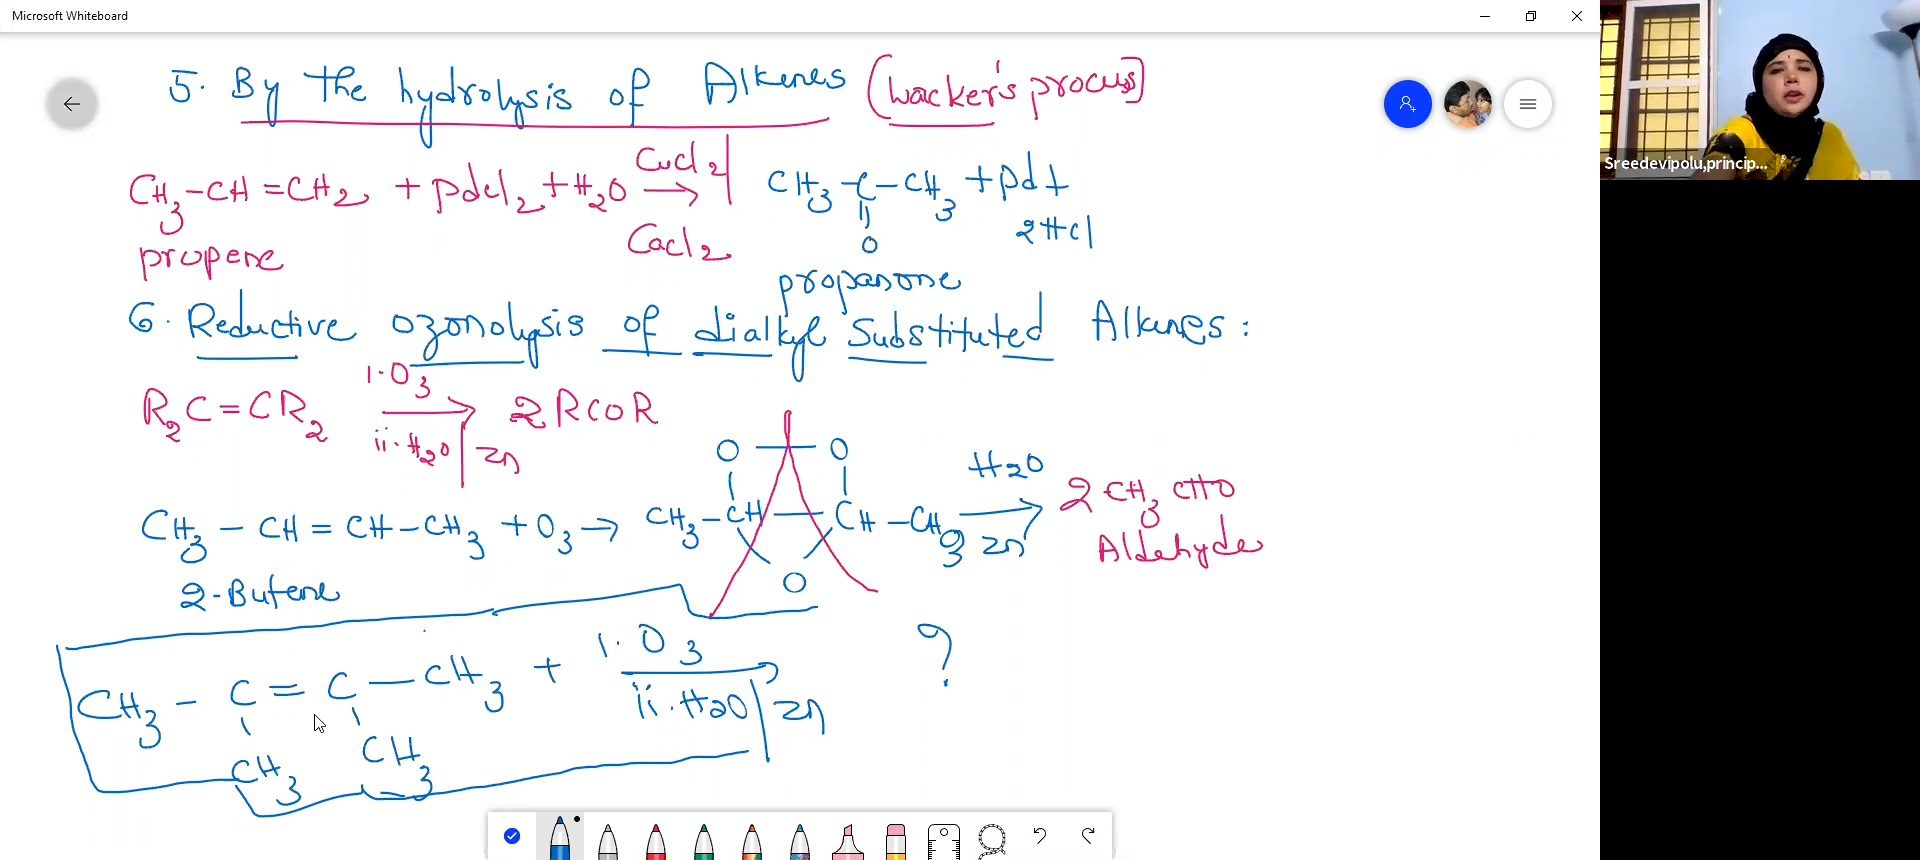 Microsoft Whiteboard
5. By the hydrolysis of Alkenes (wacker's procus)
CH3 – CH = CH2 + pdcl2 + H2O → CH3 – C – CH3 + pd +
Cucl2
Cacl2
O
2Hcl
propene
propanone
6. Reductive ozonolysis of dialkyl Substituted Alkenes :
R2C = CR2 → 2 RCOR
1. O3
ii. H2O | zn
O – O
CH3 – CH = CH – CH3 + O3 → CH3 – CH – CH – CH3 → 2 CH3 CHO
H2O
zn
O
Aldehyde
2-Butene
CH3 – C = C – CH3 + 1. O3 ?
ii. H2O | zn
CH3 CH3
Sreedevipolu,princip...